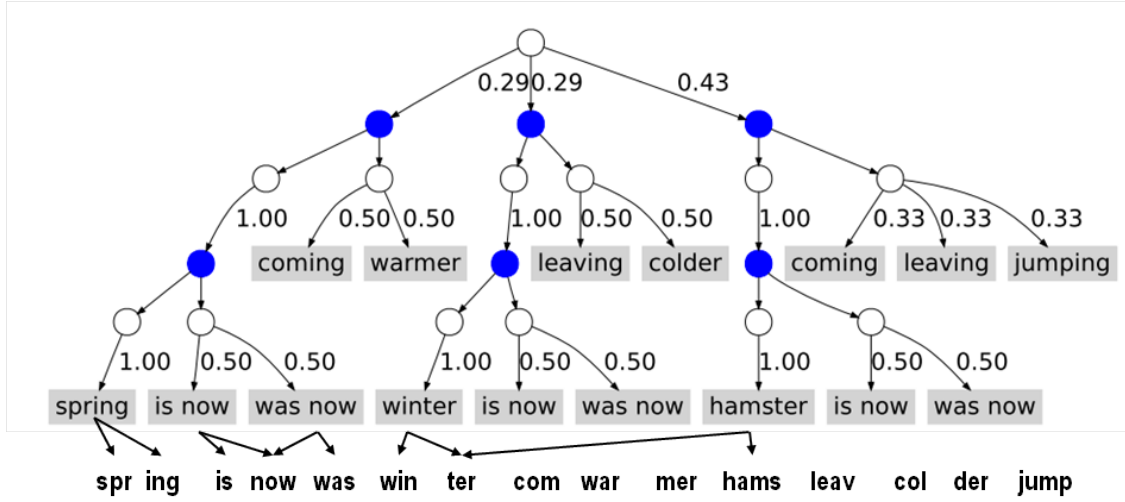 0.29 0.29 0.43
1.00 0.50 0.50 1.00 0.50 0.50 1.00 0.33 0.33 0.33
coming warmer leaving colder coming leaving jumping
1.00 0.50 0.50 1.00 0.50 0.50 1.00 0.50 0.50
spring is now was now winter is now was now hamster is now was now
spr ing is now was win ter com war mer hams leav col der jump